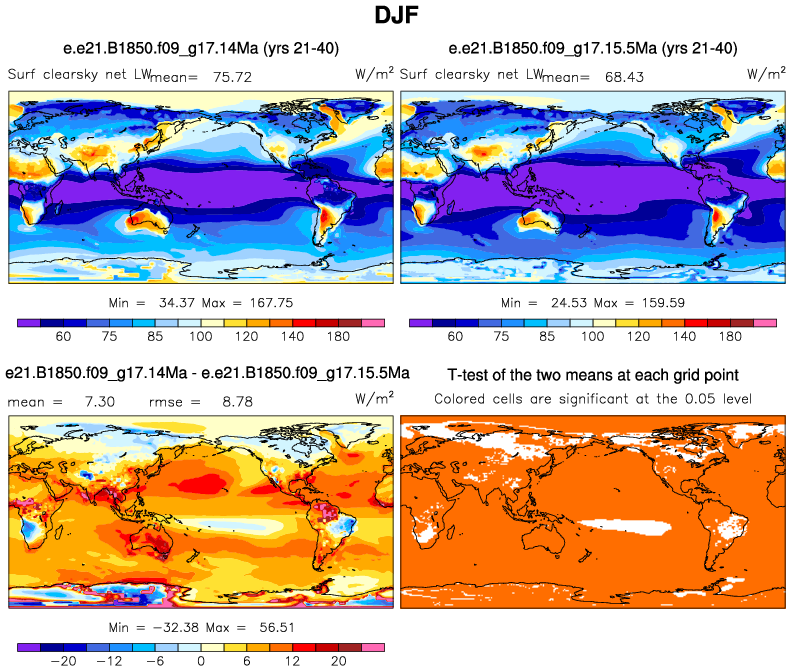 DJF
e.e21.B1850.f09_g17.14Ma (yrs 21-40)
Surf clearsky net LW mean= 75.72 W/m²
Min = 34.37 Max = 167.75
60 75 85 100 120 140 180
e.e21.B1850.f09_g17.15.5Ma (yrs 21-40)
Surf clearsky net LW mean= 68.43 W/m²
Min = 24.53 Max = 159.59
60 75 85 100 120 140 180
e21.B1850.f09_g17.14Ma - e.e21.B1850.f09_g17.15.5Ma
mean = 7.30 rmse = 8.78 W/m²
Min = −32.38 Max = 56.51
−20 −12 −6 0 6 12 20
T-test of the two means at each grid point
Colored cells are significant at the 0.05 level